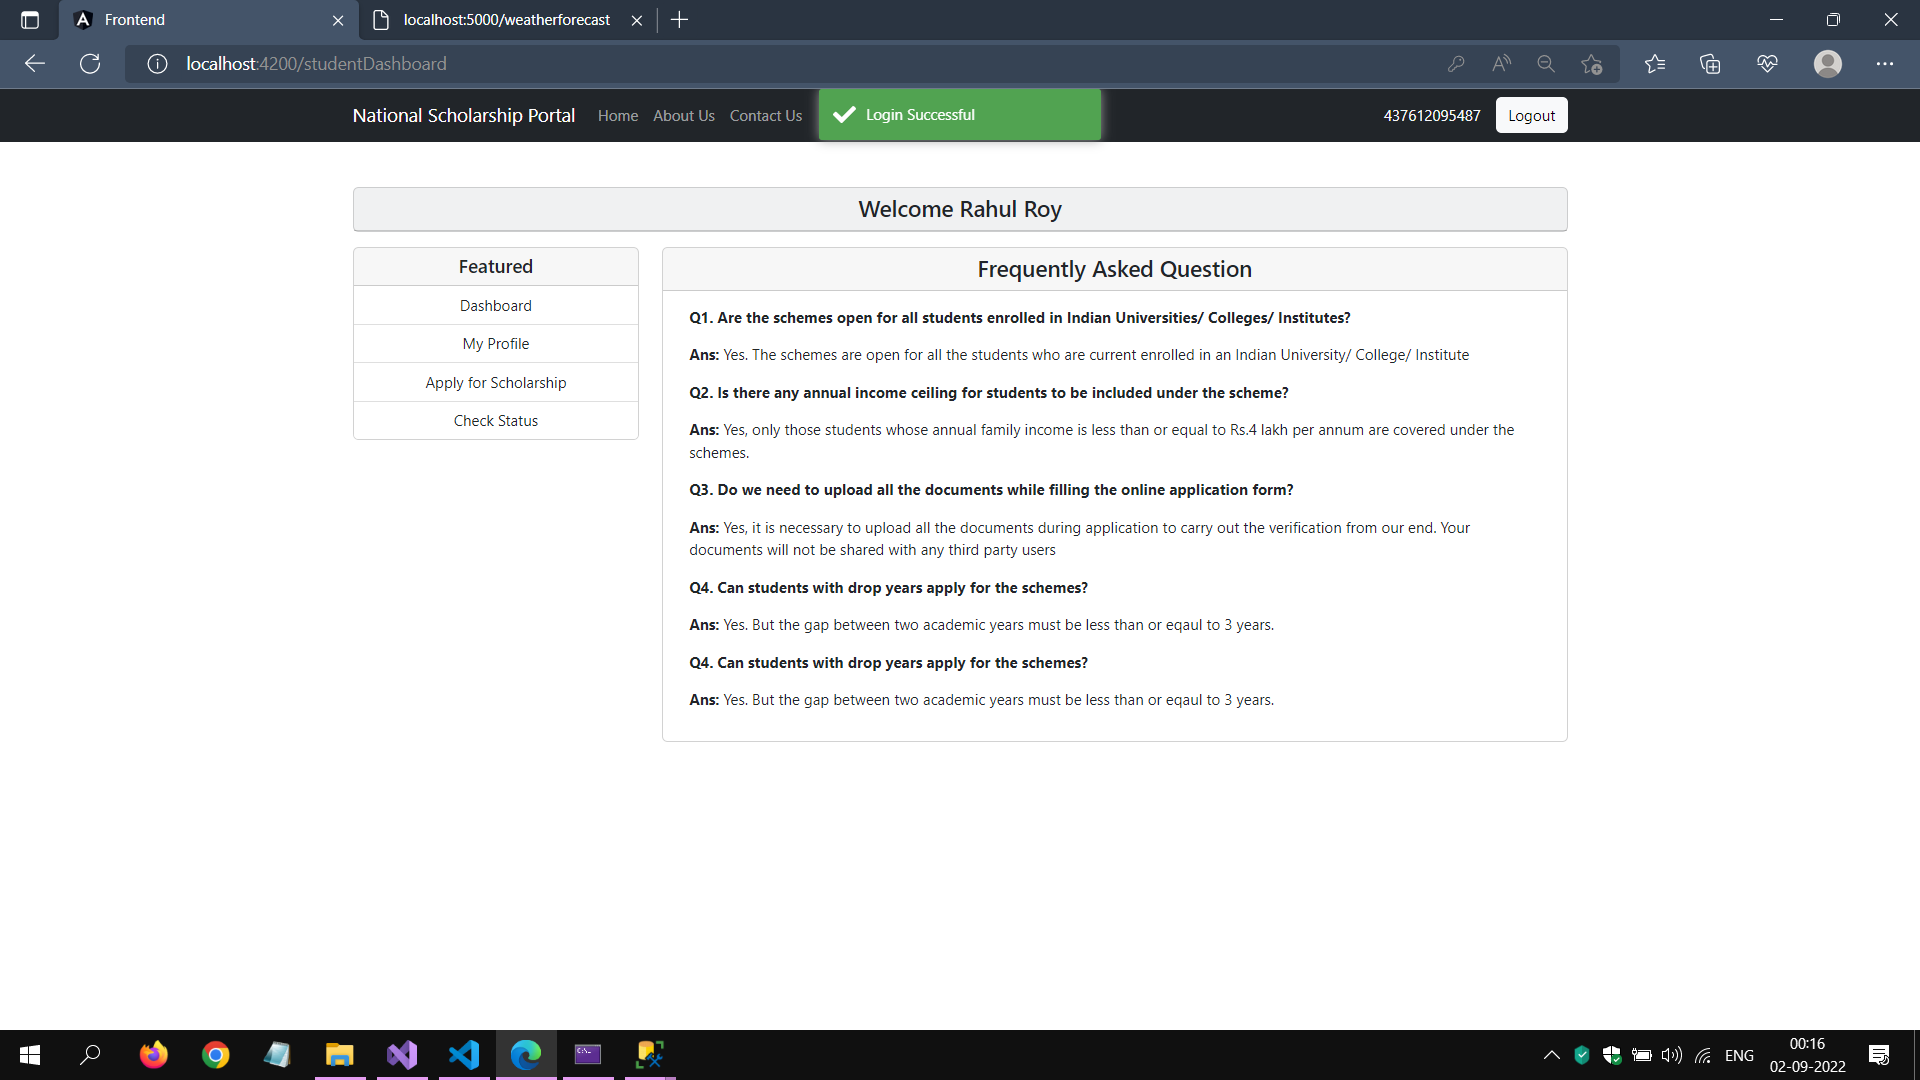 Frontend
localhost:5000/weatherforecast
localhost:4200/studentDashboard
National Scholarship Portal
Home
About Us
Contact Us
Login Successful
437612095487
Logout
Welcome Rahul Roy
Featured
Dashboard
My Profile
Apply for Scholarship
Check Status
Frequently Asked Question
Q1. Are the schemes open for all students enrolled in Indian Universities/ Colleges/ Institutes?
Ans: Yes. The schemes are open for all the students who are current enrolled in an Indian University/ College/ Institute
Q2. Is there any annual income ceiling for students to be included under the scheme?
Ans: Yes, only those students whose annual family income is less than or equal to Rs.4 lakh per annum are covered under the
schemes.
Q3. Do we need to upload all the documents while filling the online application form?
Ans: Yes, it is necessary to upload all the documents during application to carry out the verification from our end. Your
documents will not be shared with any third party users
Q4. Can students with drop years apply for the schemes?
Ans: Yes. But the gap between two academic years must be less than or eqaul to 3 years.
Q4. Can students with drop years apply for the schemes?
Ans: Yes. But the gap between two academic years must be less than or eqaul to 3 years.
ENG
00:16
02-09-2022